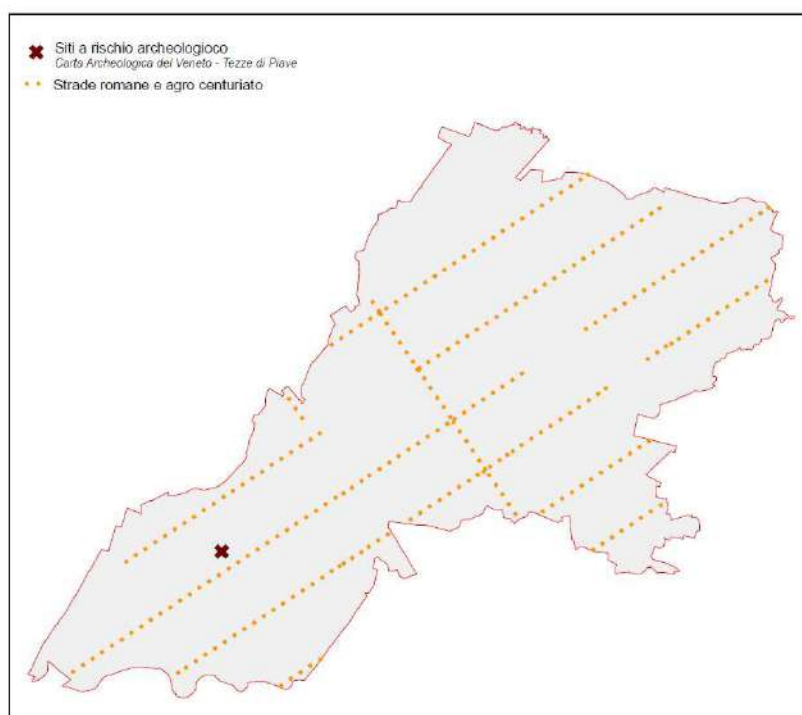 Siti a rischio archeologioco
Carta Archeologica del Veneto - Tezze di Piave
Strade romane e agro centuriato